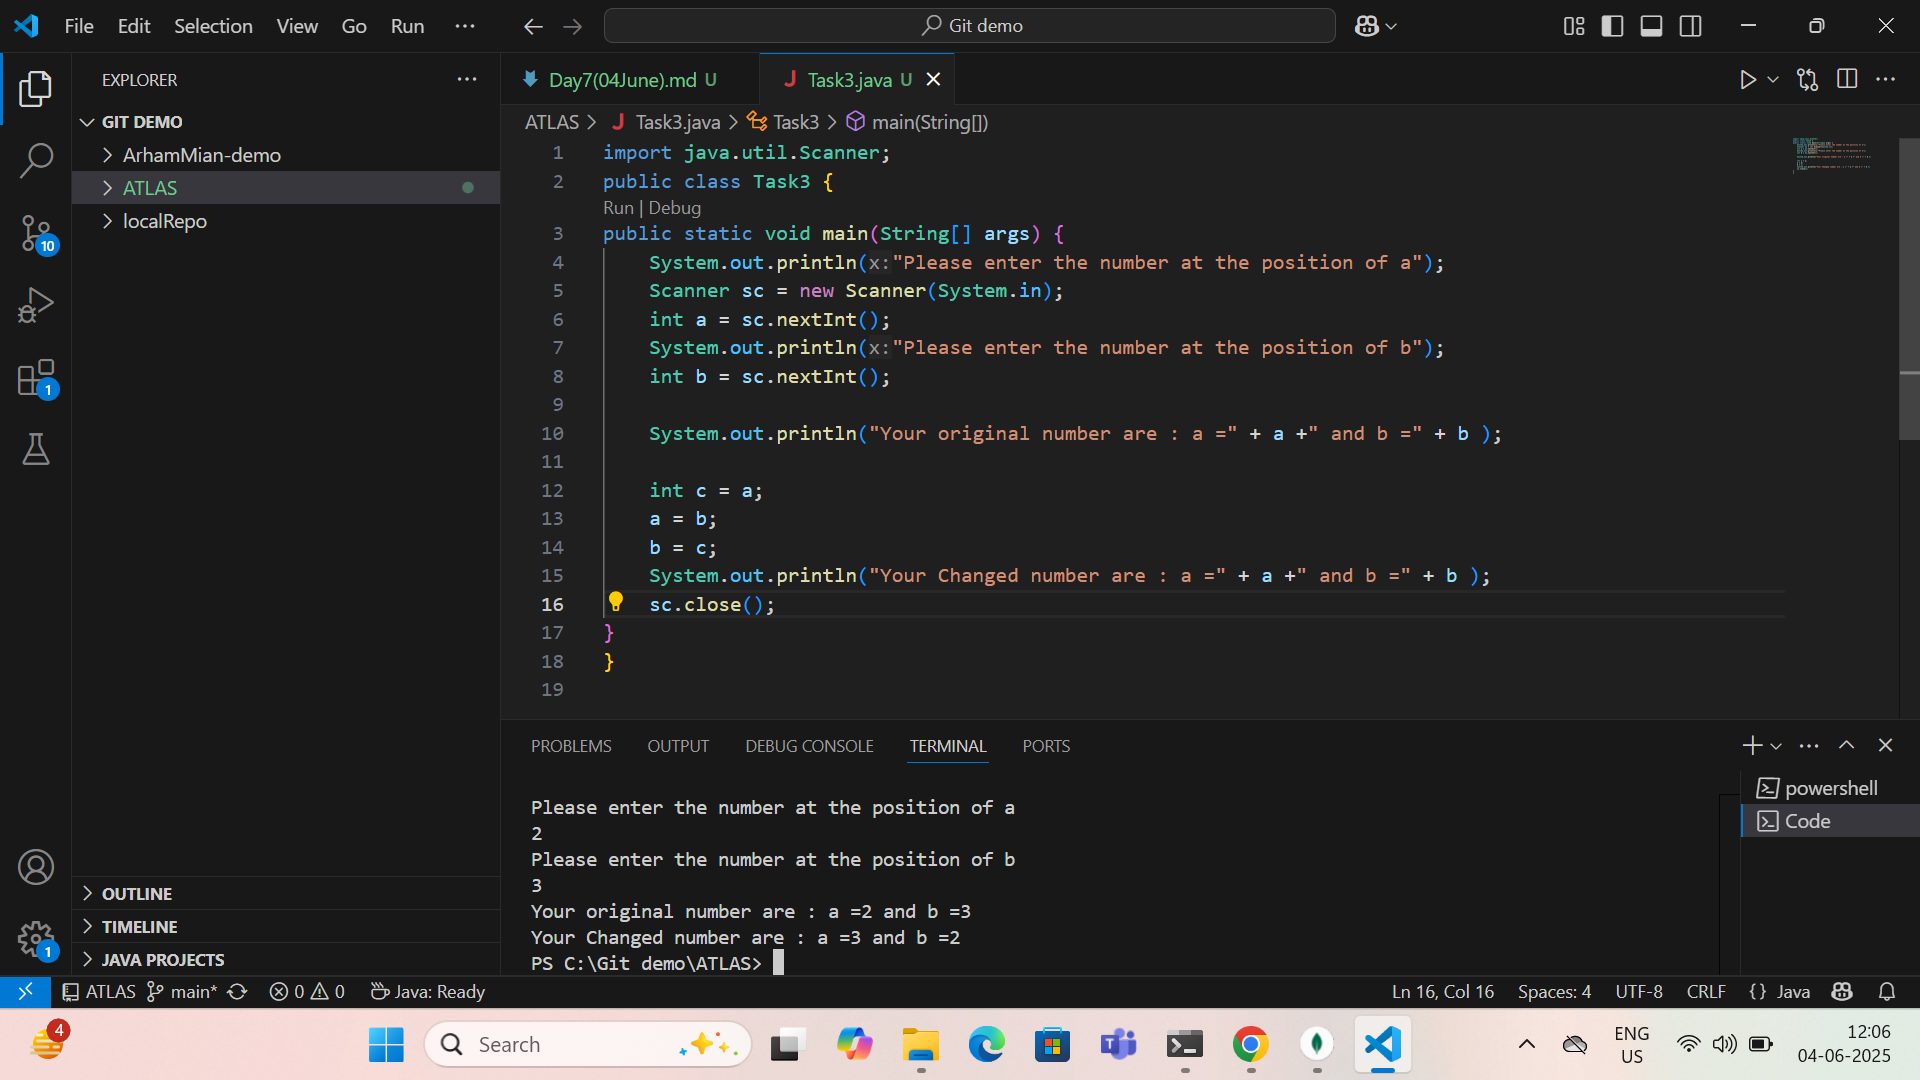 File Edit Selection View Go Run ···
Git demo
EXPLORER
GIT DEMO
ArhamMian-demo
ATLAS
localRepo
10
1
OUTLINE
TIMELINE
JAVA PROJECTS
1
Day7(04June).md U
Task3.java U
ATLAS > Task3.java > Task3 > main(String[])
1 import java.util.Scanner;
2 public class Task3 {
Run | Debug
3 public static void main(String[] args) {
4 System.out.println(x:"Please enter the number at the position of a");
5 Scanner sc = new Scanner(System.in);
6 int a = sc.nextInt();
7 System.out.println(x:"Please enter the number at the position of b");
8 int b = sc.nextInt();
9
10 System.out.println("Your original number are : a =" + a +" and b =" + b );
11
12 int c = a;
13 a = b;
14 b = c;
15 System.out.println("Your Changed number are : a =" + a +" and b =" + b );
16 sc.close();
17 }
18 }
19
PROBLEMS OUTPUT DEBUG CONSOLE TERMINAL PORTS
Please enter the number at the position of a
2
Please enter the number at the position of b
3
Your original number are : a =2 and b =3
Your Changed number are : a =3 and b =2
PS C:\Git demo\ATLAS>
powershell
Code
ATLAS main* 0 0 Java: Ready
Ln 16, Col 16 Spaces: 4 UTF-8 CRLF {} Java
4
Search
ENG
US
12:06
04-06-2025